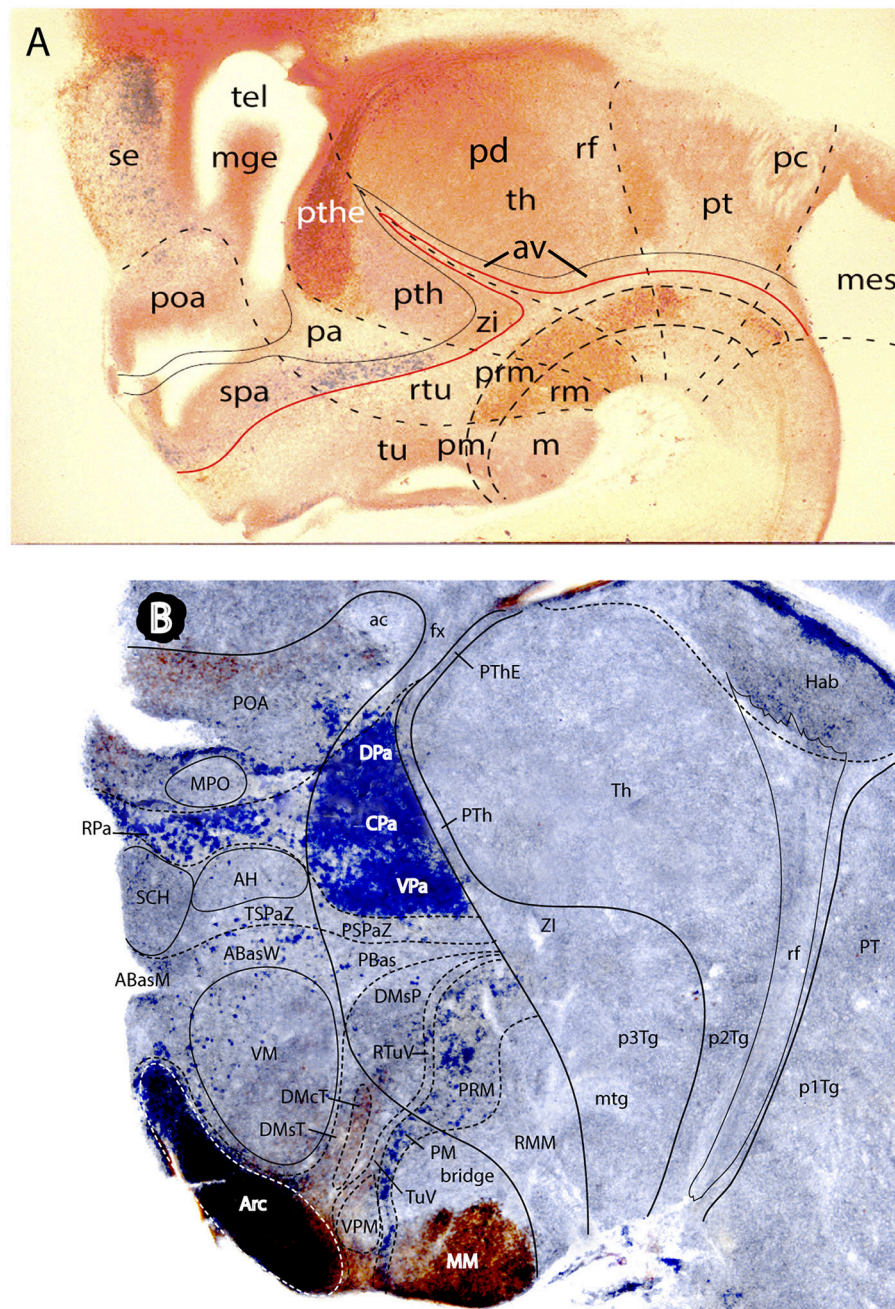 A
tel
se
mge
pd
rf
pc
pthe
th
pt
av
poa
pth
mes
pa
zi
spa
rtu
prm
rm
tu
pm
m
B
ac
fx
PThE
Hab
POA
DPa
MPO
Th
RPa
CPa
PTh
SCH
AH
VPa
TSPaZ
PSPaZ
ZI
ABasW
PBas
rf
PT
ABasM
DMsP
VM
RTuV
p3Tg
p2Tg
PRM
p1Tg
DMcT
mtg
DMsT
PM
RMM
bridge
TuV
Arc
VPM
MM